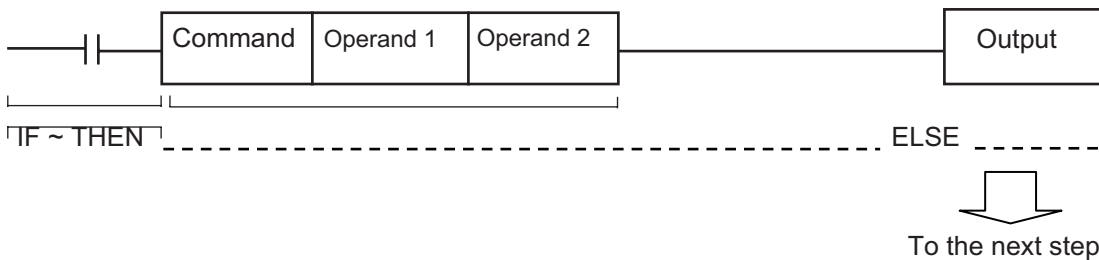 Command Operand 1 Operand 2 Output
IF ~ THEN ELSE
To the next step